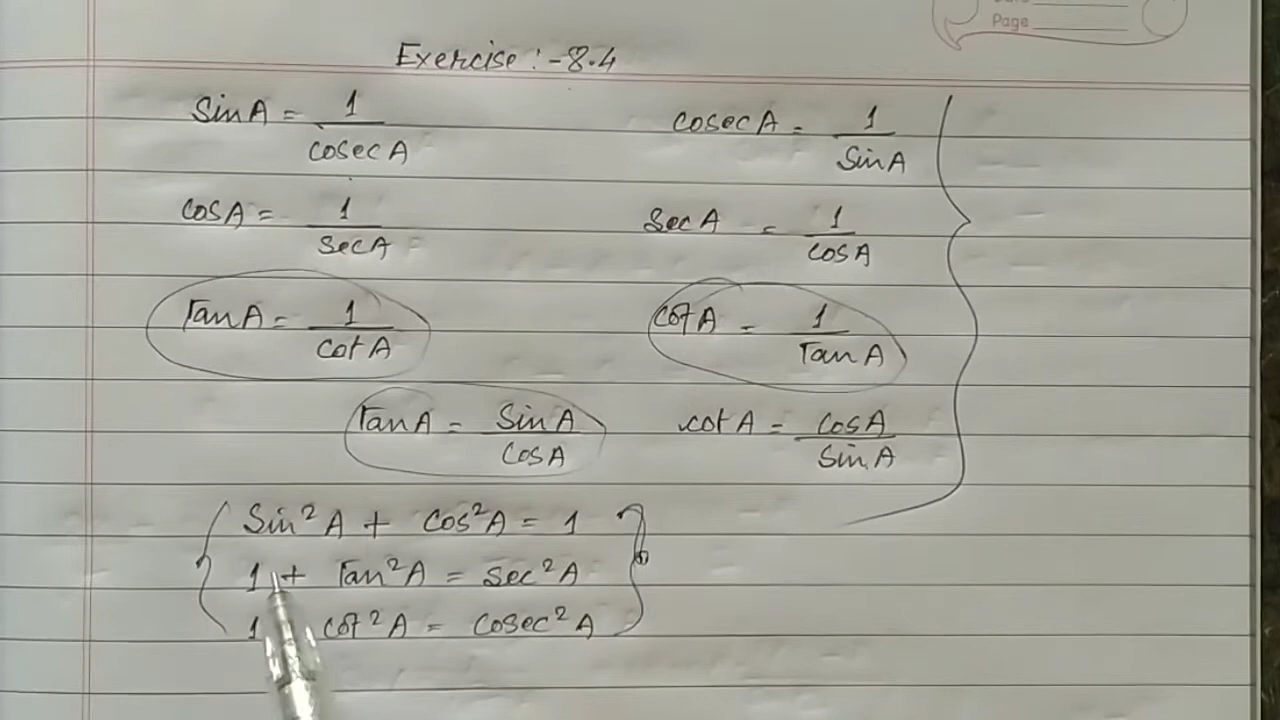 Page
Exercise :- 8.4
SinA = 1/cosecA cosecA = 1/SinA
cosA = 1/secA SecA = 1/cosA
TanA = 1/cotA cotA = 1/TanA
TanA = SinA/cosA cotA = cosA/SinA
Sin²A + cos²A = 1
1 + Tan²A = sec²A
1 cot²A = cosec²A